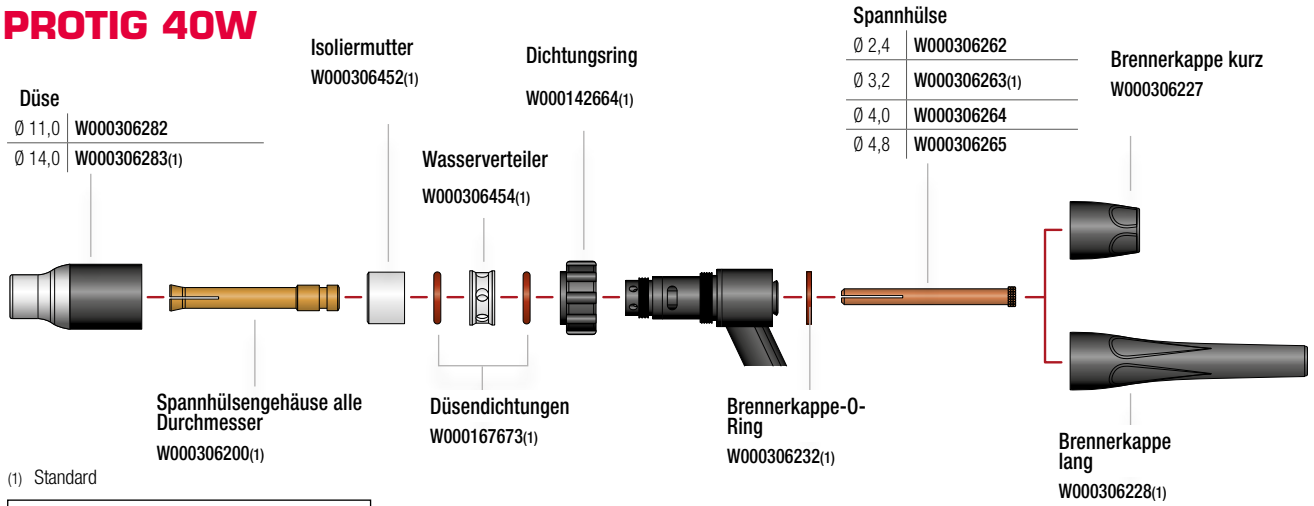 PROTIG 40W
Düse
Ø 11,0 W000306282
Ø 14,0 W000306283(1)
Isoliermutter
W000306452(1)
Wasserverteiler
W000306454(1)
Dichtungsring
W000142664(1)
Spannhülse
Ø 2,4 W000306262
Ø 3,2 W000306263(1)
Ø 4,0 W000306264
Ø 4,8 W000306265
Brennerkappe kurz
W000306227
Spannhülsengehäuse alle
Durchmesser
W000306200(1)
Düsendichtungen
W000167673(1)
Brennerkappe-O-
Ring
W000306232(1)
Brennerkappe
lang
W000306228(1)
(1) Standard